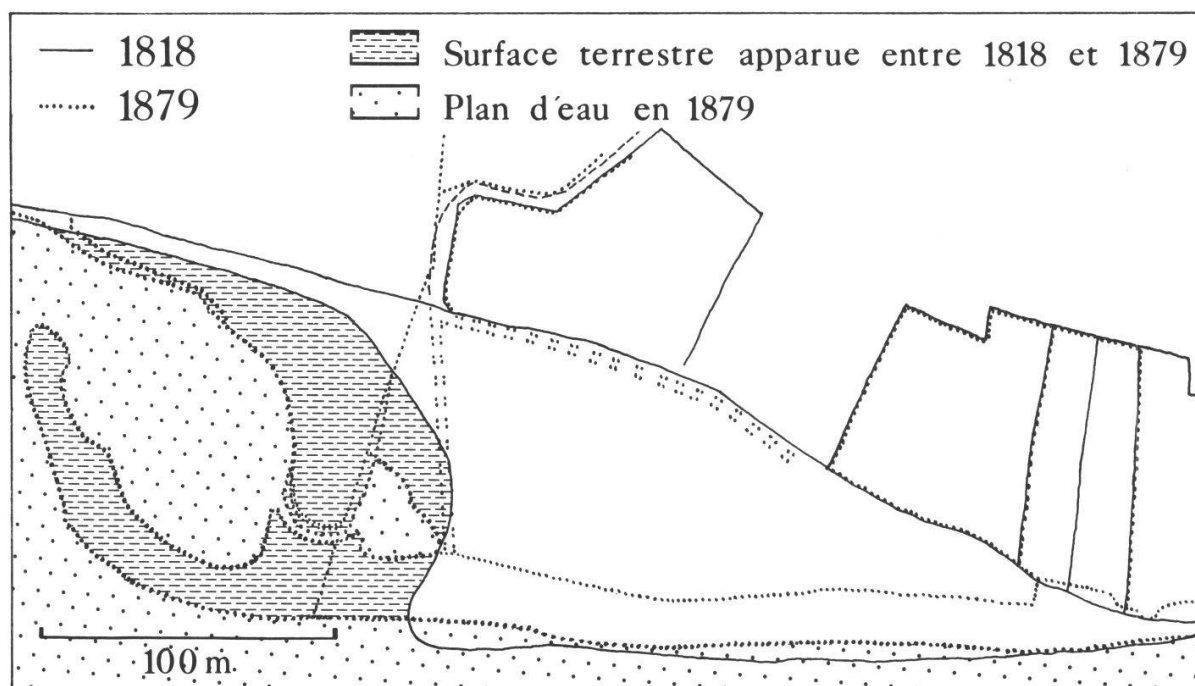 1818
Surface terrestre apparue entre 1818 et 1879
1879
Plan d'eau en 1879
100 m.